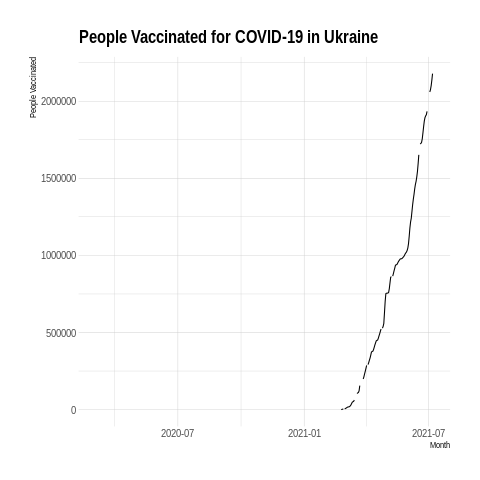 People Vaccinated for COVID-19 in Ukraine
People Vaccinated
2000000
1500000
1000000
500000
0
2020-07 2021-01 2021-07
Month